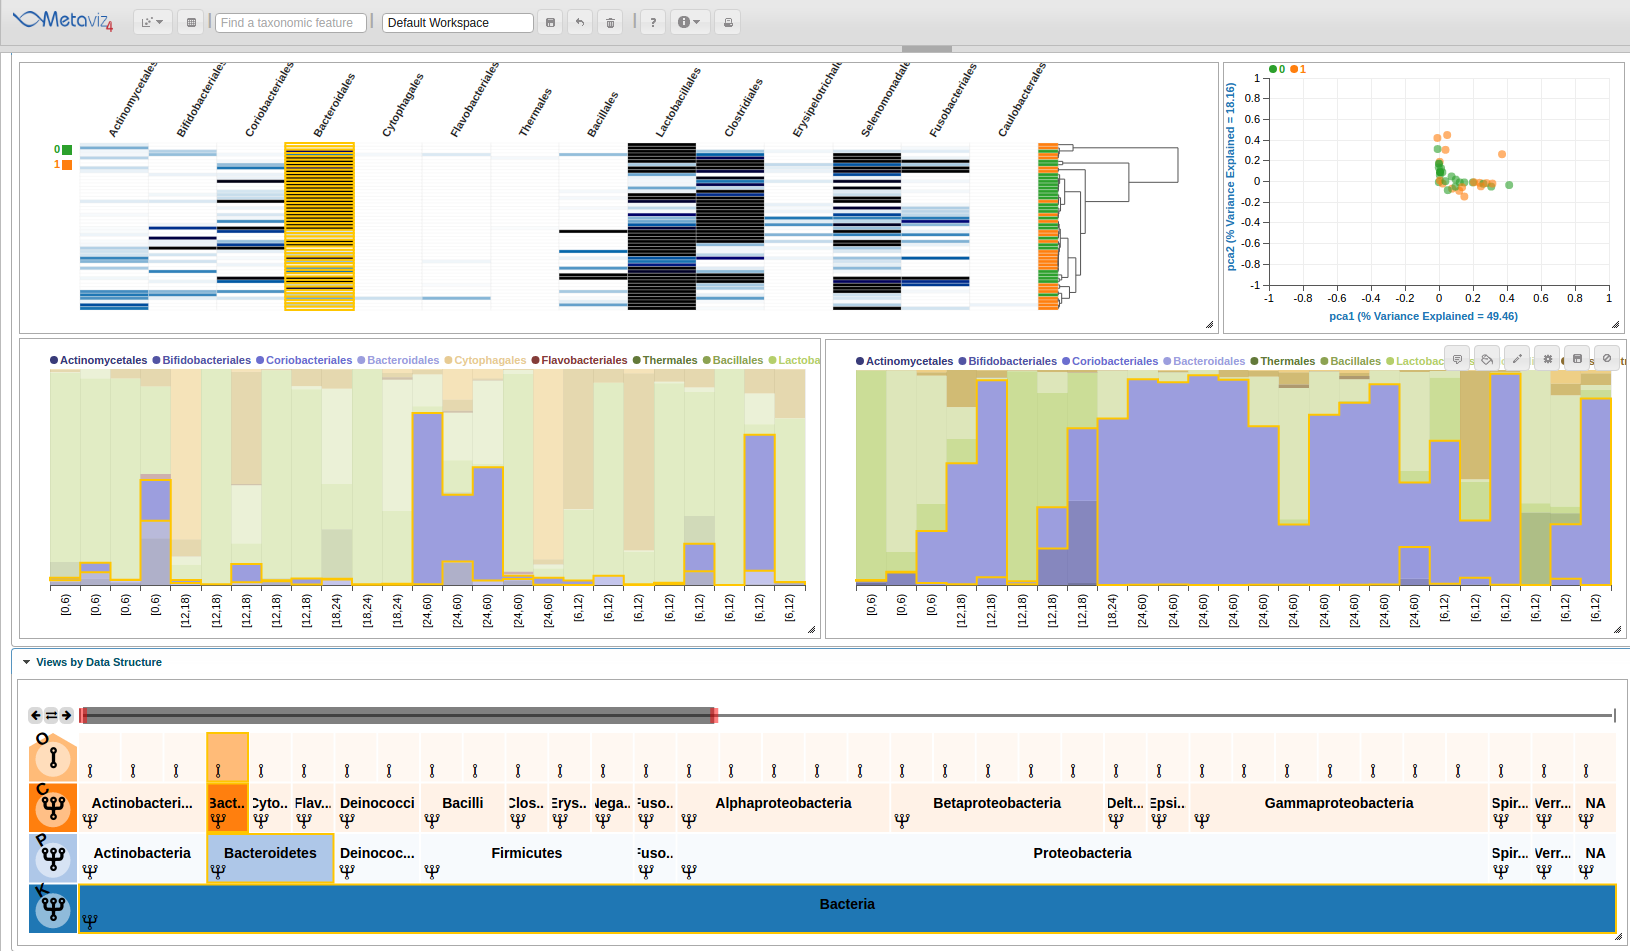 Metaviz 4
Find a taxonomic feature
Default Workspace
?
Actinomycetales
Bifidobacteriales
Coriobacteriales
Bacteroidales
Cytophagales
Flavobacteriales
Thermales
Bacillales
Lactobacillales
Clostridiales
Erysipelotrichale
Selenomonadale
Fusobacteriales
Caulobacterales
0
1
0 1
pca2 (% Variance Explained = 18.16)
1
0.8
0.6
0.4
0.2
0
-0.2
-0.4
-0.6
-0.8
-1
-1 -0.8 -0.6 -0.4 -0.2 0 0.2 0.4 0.6 0.8 1
pca1 (% Variance Explained = 49.46)
Actinomycetales Bifidobacteriales Coriobacteriales Bacteroidales Cytophagales Flavobacteriales Thermales Bacillales Lactoba
[0,6) [0,6) [0,6) [0,6) [12,18) [12,18) [12,18) [12,18) [18,24) [18,24) [18,24) [24,60) [24,60) [24,60) [24,60) [24,60) [24,60) [6,12) [6,12) [6,12) [6,12) [6,12) [6,12) [6,12) [6,12)
Actinomycetales Bifidobacteriales Coriobacteriales Bacteroidales Thermales Bacillales Lactobac
[0,6) [0,6) [0,6) [12,18) [12,18) [12,18) [12,18) [12,18) [18,24) [24,60) [24,60) [24,60) [24,60) [24,60) [24,60) [24,60) [24,60) [24,60) [24,60) [6,12) [6,12) [6,12) [6,12) [6,12) [6,12)
Views by Data Structure
O
C
Actinobacteri... Bact.. Cyto.. Flav... Deinococci Bacilli Clos.. Erys.. Nega.. Fuso.. Alphaproteobacteria Betaproteobacteria Delt... Epsi.. Gammaproteobacteria Spir... Verr... NA
P
Actinobacteria Bacteroidetes Deinococ... Firmicutes Fuso.. Proteobacteria Spir... Verr... NA
K
Bacteria